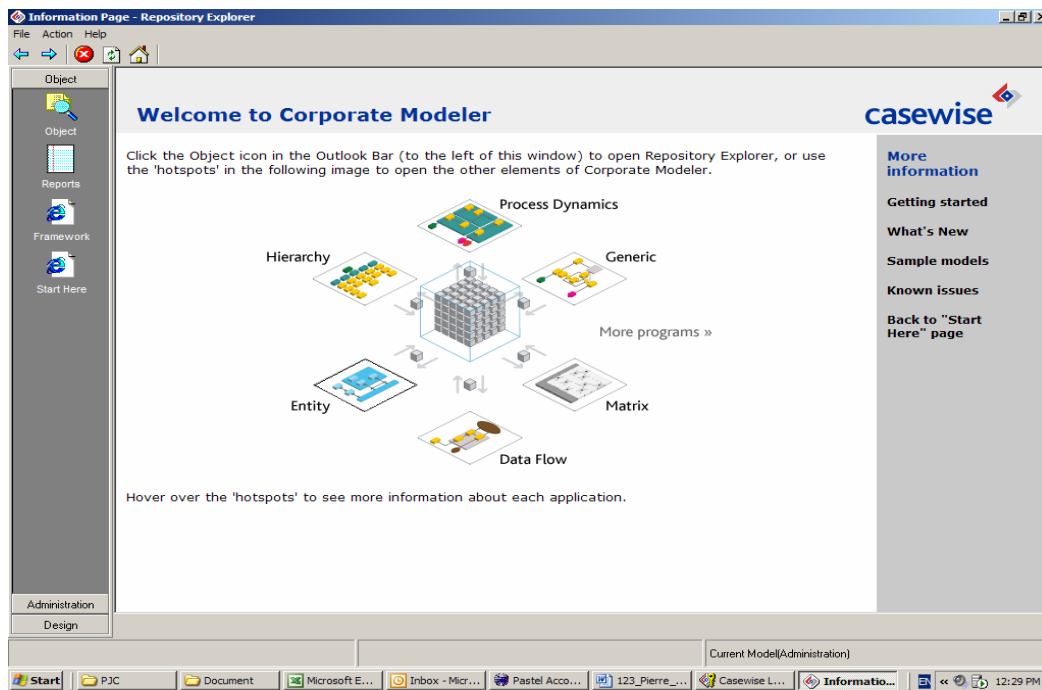 Information Page - Repository Explorer
File Action Help
Object
Object
Reports
Framework
Start Here
Administration
Design
Welcome to Corporate Modeler
casewise
Click the Object icon in the Outlook Bar (to the left of this window) to open Repository Explorer, or use
the 'hotspots' in the following image to open the other elements of Corporate Modeler.
Process Dynamics
Hierarchy
Generic
More programs »
Entity
Matrix
Data Flow
Hover over the 'hotspots' to see more information about each application.
More
information
Getting started
What's New
Sample models
Known issues
Back to "Start
Here" page
Current Model(Administration)
Start
PJC
Document
Microsoft E...
Inbox - Micr...
Pastel Acco...
123_Pierre_...
Casewise L...
Informatio...
EN
«
12:29 PM